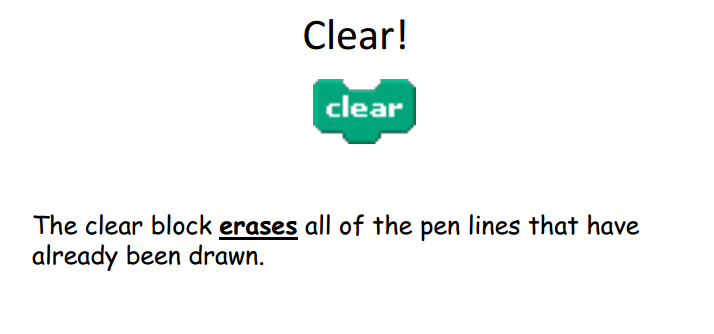 Clear!
clear
The clear block erases all of the pen lines that have
already been drawn.